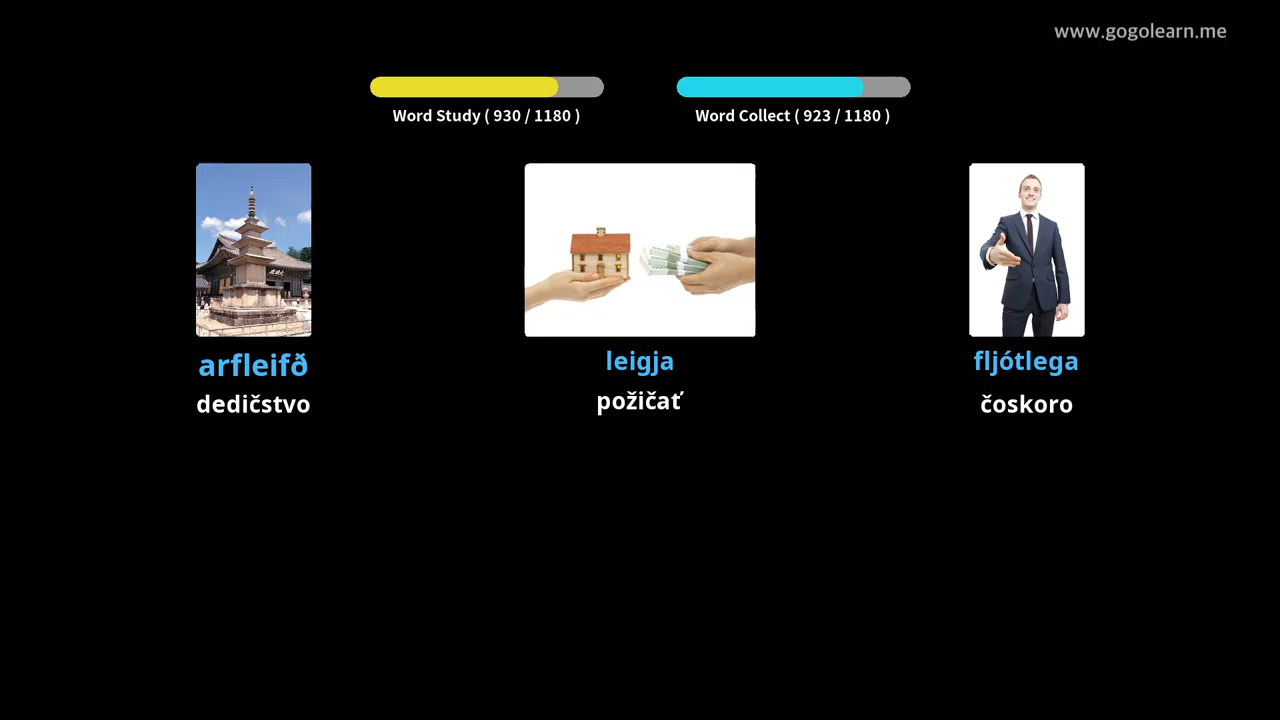 www.gogolearn.me
Word Study ( 930 / 1180 )
Word Collect ( 923 / 1180 )
arfleifð
dedičstvo
leigja
požičať
fljótlega
čoskoro